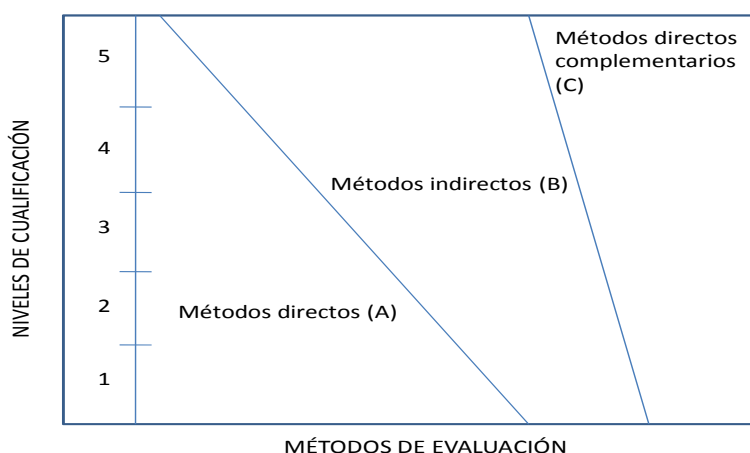 Métodos directos
complementarios
(C)
5
4
Métodos indirectos (B)
3
2
Métodos directos (A)
1
NIVELES DE CUALIFICACIÓN
MÉTODOS DE EVALUACIÓN